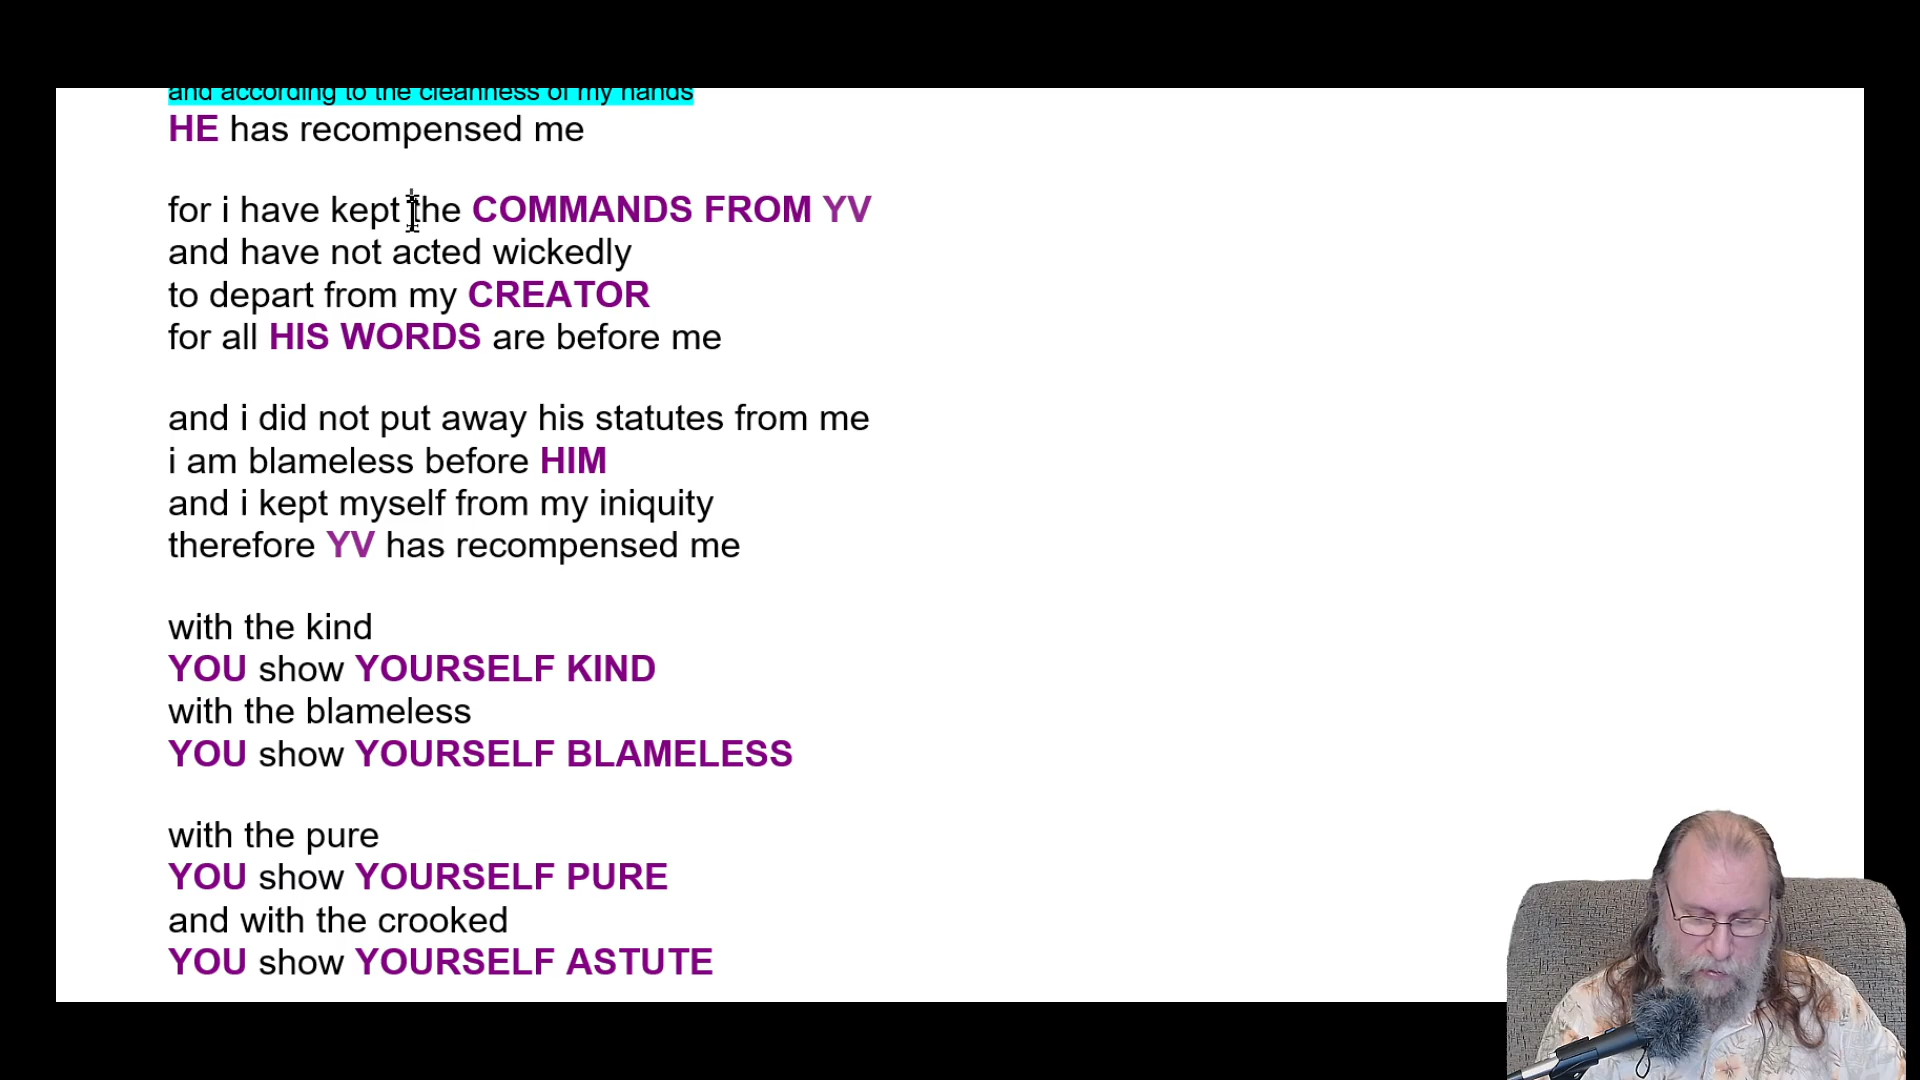 and according to the cleanness of my hands
HE has recompensed me
for i have kept the COMMANDS FROM YV
and have not acted wickedly
to depart from my CREATOR
for all HIS WORDS are before me
and i did not put away his statutes from me
i am blameless before HIM
and i kept myself from my iniquity
therefore YV has recompensed me
with the kind
YOU show YOURSELF KIND
with the blameless
YOU show YOURSELF BLAMELESS
with the pure
YOU show YOURSELF PURE
and with the crooked
YOU show YOURSELF ASTUTE